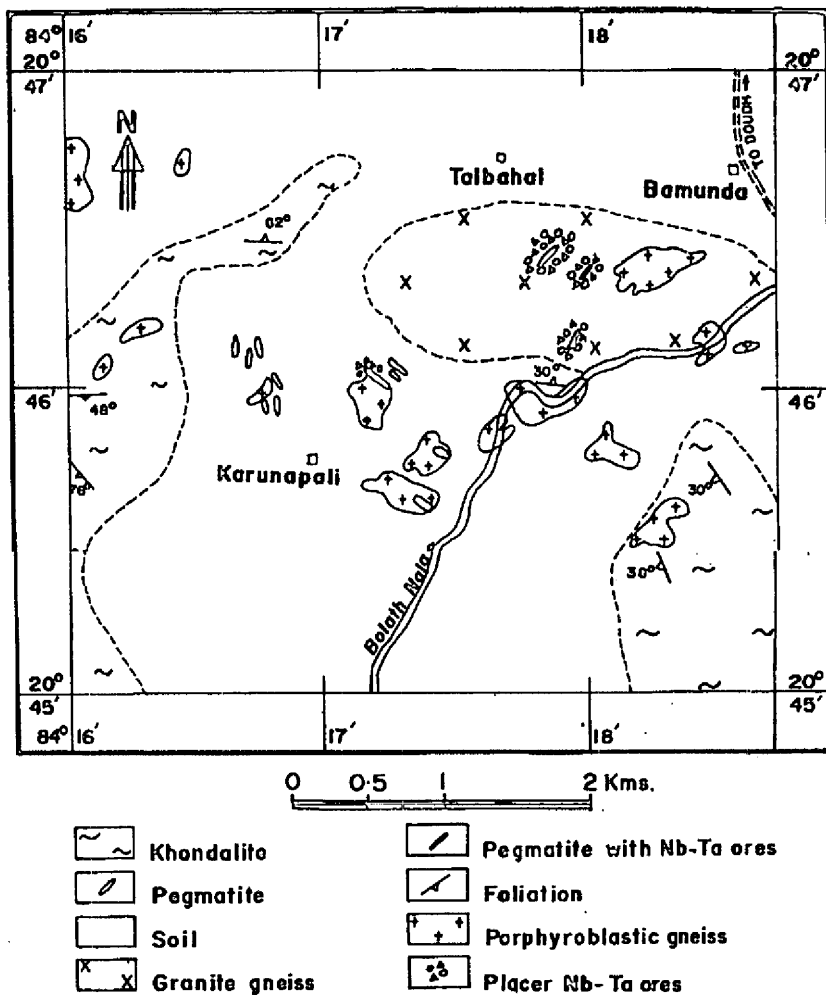 84° 16′ 17′ 18′
20° 47′ 20° 47′
TO BOUDH
N
Talbahal
Bamunda
62°
30°
46′ 46′
48°
Karunapali
78°
30°
30°
Bolath Nala
20° 45′ 20° 45′
84° 16′ 17′ 18′
0 0·5 1 2 Kms.
Khondalite Pegmatite with Nb-Ta ores
Pegmatite Foliation
Soil Porphyroblastic gneiss
Granite gneiss Placer Nb-Ta ores